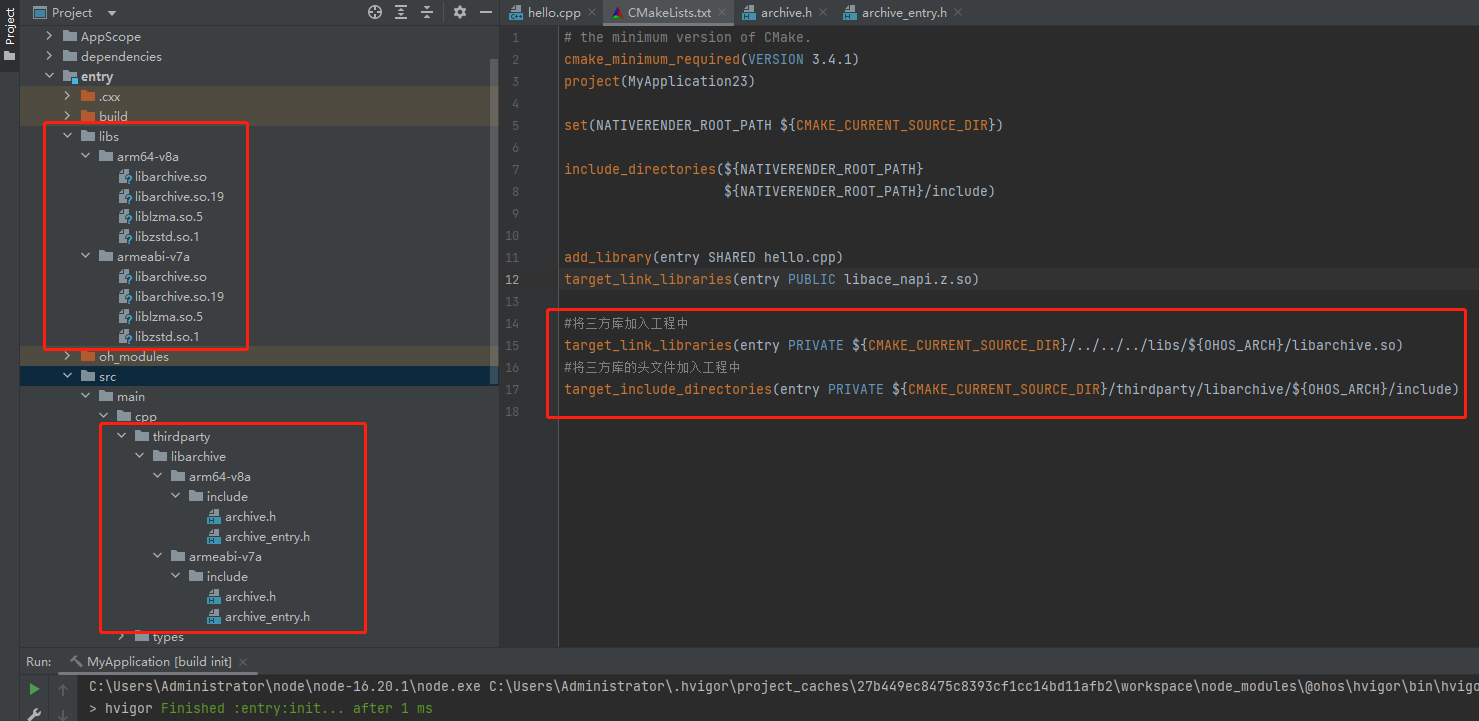 Project
Project
AppScope
dependencies
entry
.cxx
build
libs
arm64-v8a
libarchive.so
libarchive.so.19
liblzma.so.5
libzstd.so.1
armeabi-v7a
libarchive.so
libarchive.so.19
liblzma.so.5
libzstd.so.1
oh_modules
src
main
cpp
thirdparty
libarchive
arm64-v8a
include
archive.h
archive_entry.h
armeabi-v7a
include
archive.h
archive_entry.h
types
hello.cpp
CMakeLists.txt
archive.h
archive_entry.h
1 # the minimum version of CMake.
2 cmake_minimum_required(VERSION 3.4.1)
3 project(MyApplication23)
4
5 set(NATIVERENDER_ROOT_PATH ${CMAKE_CURRENT_SOURCE_DIR})
6
7 include_directories(${NATIVERENDER_ROOT_PATH}
8 ${NATIVERENDER_ROOT_PATH}/include)
9
10
11 add_library(entry SHARED hello.cpp)
12 target_link_libraries(entry PUBLIC libace_napi.z.so)
13
14 #将三方库加入工程中
15 target_link_libraries(entry PRIVATE ${CMAKE_CURRENT_SOURCE_DIR}/../../../libs/${OHOS_ARCH}/libarchive.so)
16 #将三方库的头文件加入工程中
17 target_include_directories(entry PRIVATE ${CMAKE_CURRENT_SOURCE_DIR}/thirdparty/libarchive/${OHOS_ARCH}/include)
18
Run: MyApplication [build init]
C:\Users\Administrator\node\node-16.20.1\node.exe C:\Users\Administrator\.hvigor\project_caches\27b449ec8475c8393cf1cc14bd11afb2\workspace\node_modules\@ohos\hvigor\bin\hvigo
> hvigor Finished :entry:init... after 1 ms